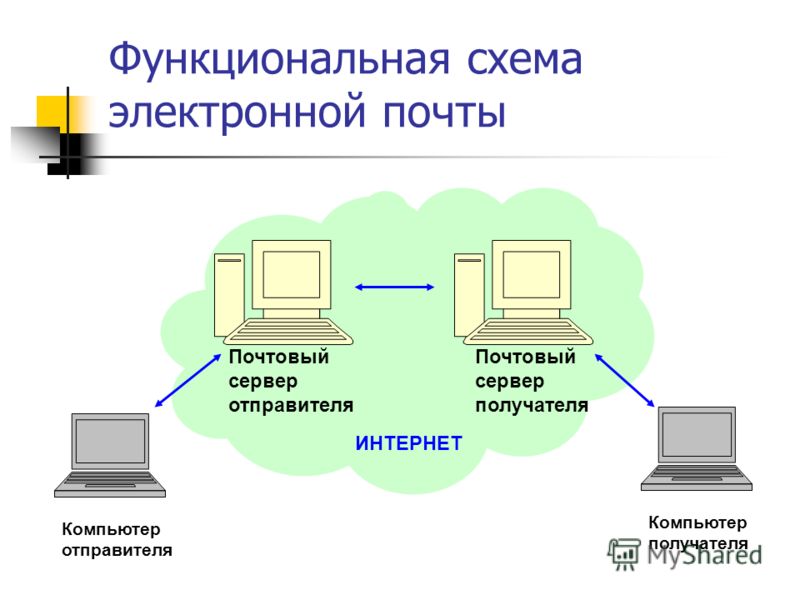 Функциональная схема
электронной почты
Почтовый
сервер
отправителя
Почтовый
сервер
получателя
ИНТЕРНЕТ
Компьютер
отправителя
Компьютер
получателя
MyShared